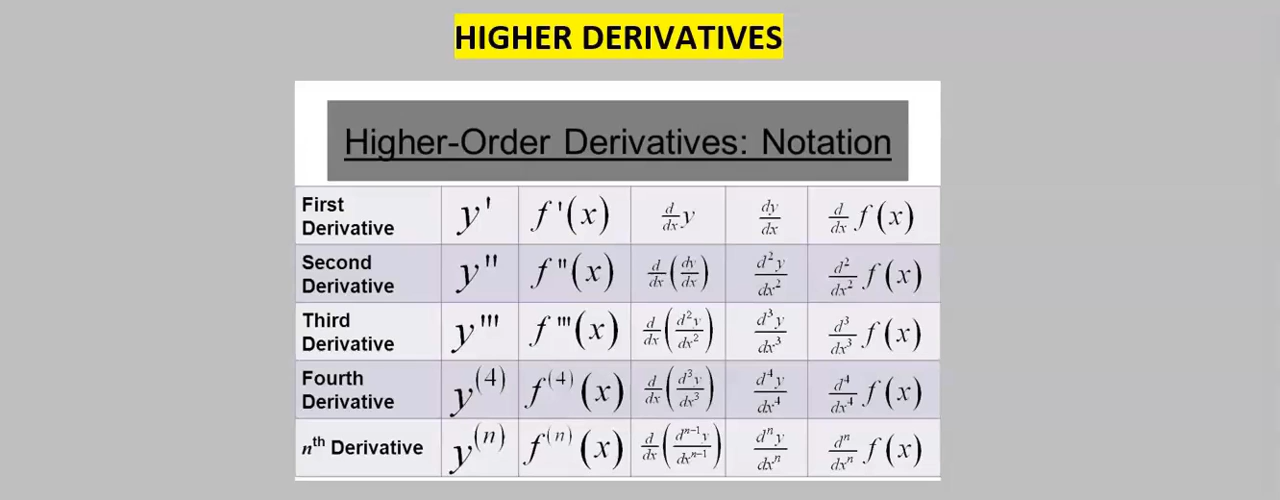 HIGHER DERIVATIVES
Higher-Order Derivatives: Notation
First Derivative y' f'(x) d/dx y dy/dx d/dx f(x)
Second Derivative y" f"(x) d/dx (dy/dx) d²y/dx² d²/dx² f(x)
Third Derivative y''' f'''(x) d/dx (d²y/dx²) d³y/dx³ d³/dx³ f(x)
Fourth Derivative y⁽⁴⁾ f⁽⁴⁾(x) d/dx (d³y/dx³) d⁴y/dx⁴ d⁴/dx⁴ f(x)
nᵗʰ Derivative y⁽ⁿ⁾ f⁽ⁿ⁾(x) d/dx (dⁿ⁻¹y/dxⁿ⁻¹) dⁿy/dxⁿ dⁿ/dxⁿ f(x)